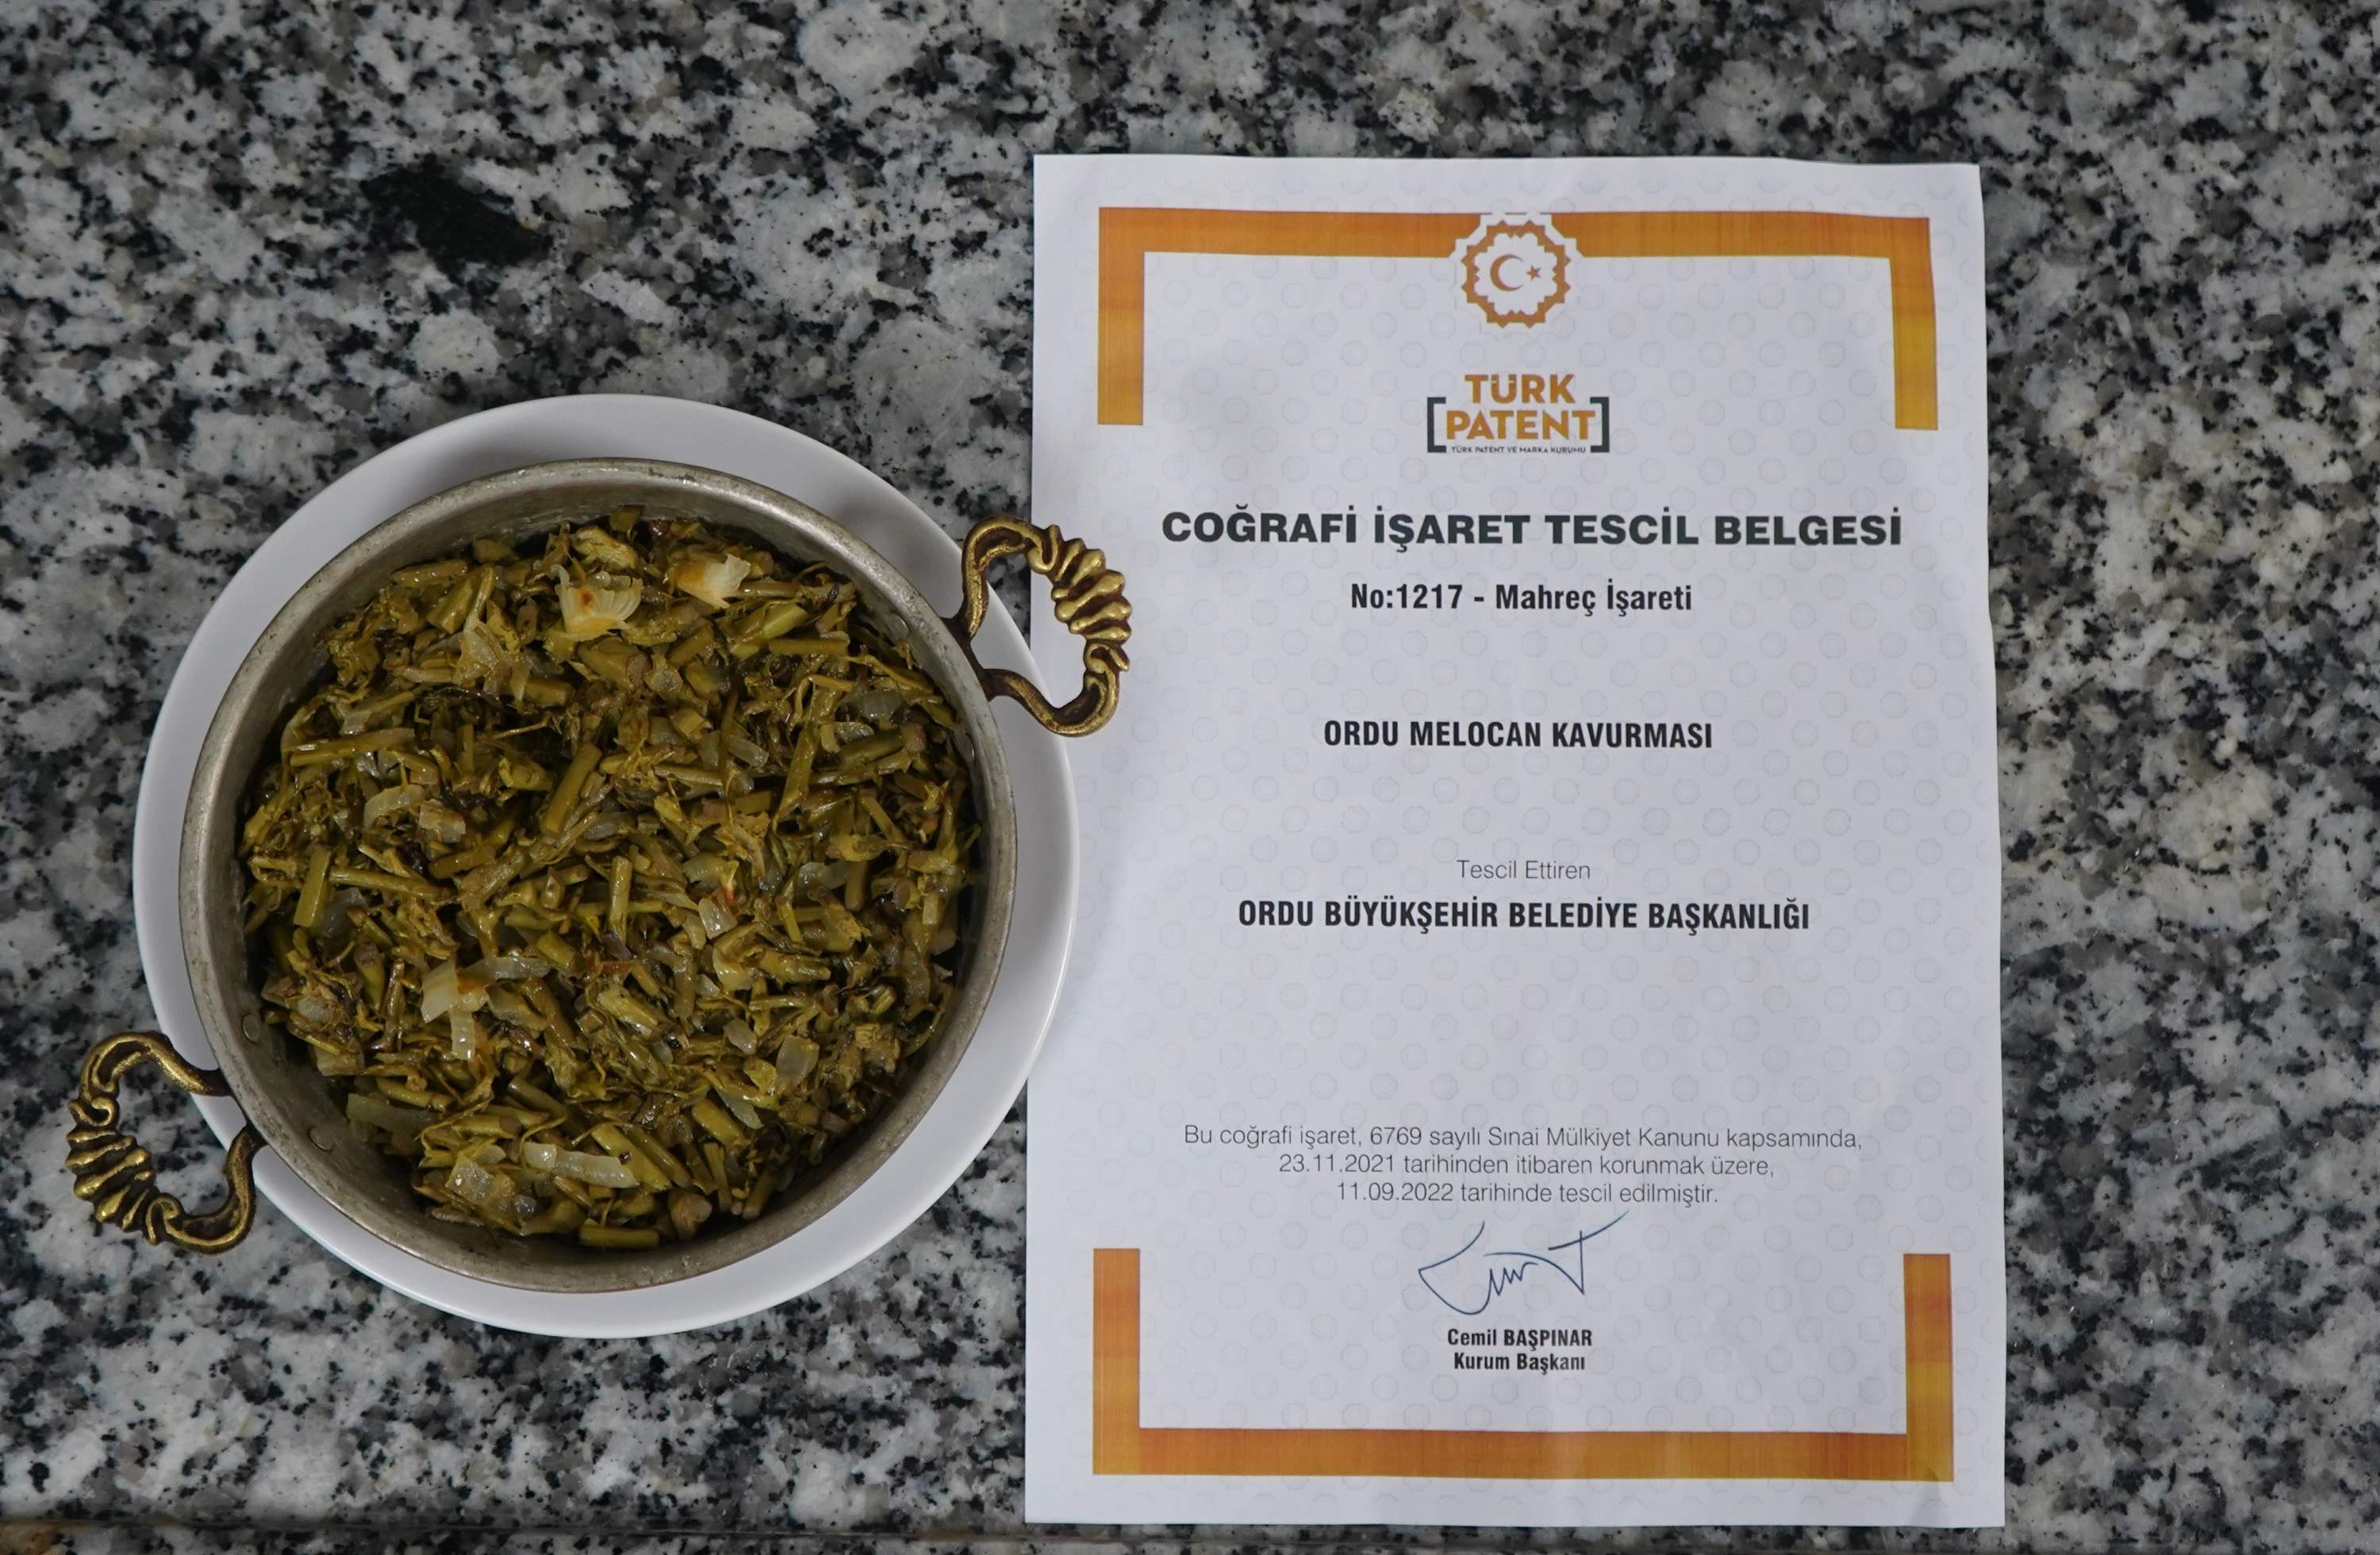 TÜRK
PATENT
TÜRK PATENT VE MARKA KURUMU
COĞRAFİ İŞARET TESCİL BELGESİ
No:1217 - Mahreç İşareti
ORDU MELOCAN KAVURMASI
Tescil Ettiren
ORDU BÜYÜKŞEHİR BELEDİYE BAŞKANLIĞI
Bu coğrafi işaret, 6769 sayılı Sınai Mülkiyet Kanunu kapsamında,
23.11.2021 tarihinden itibaren korunmak üzere,
11.09.2022 tarihinde tescil edilmiştir.
Cemil BAŞPINAR
Kurum Başkanı